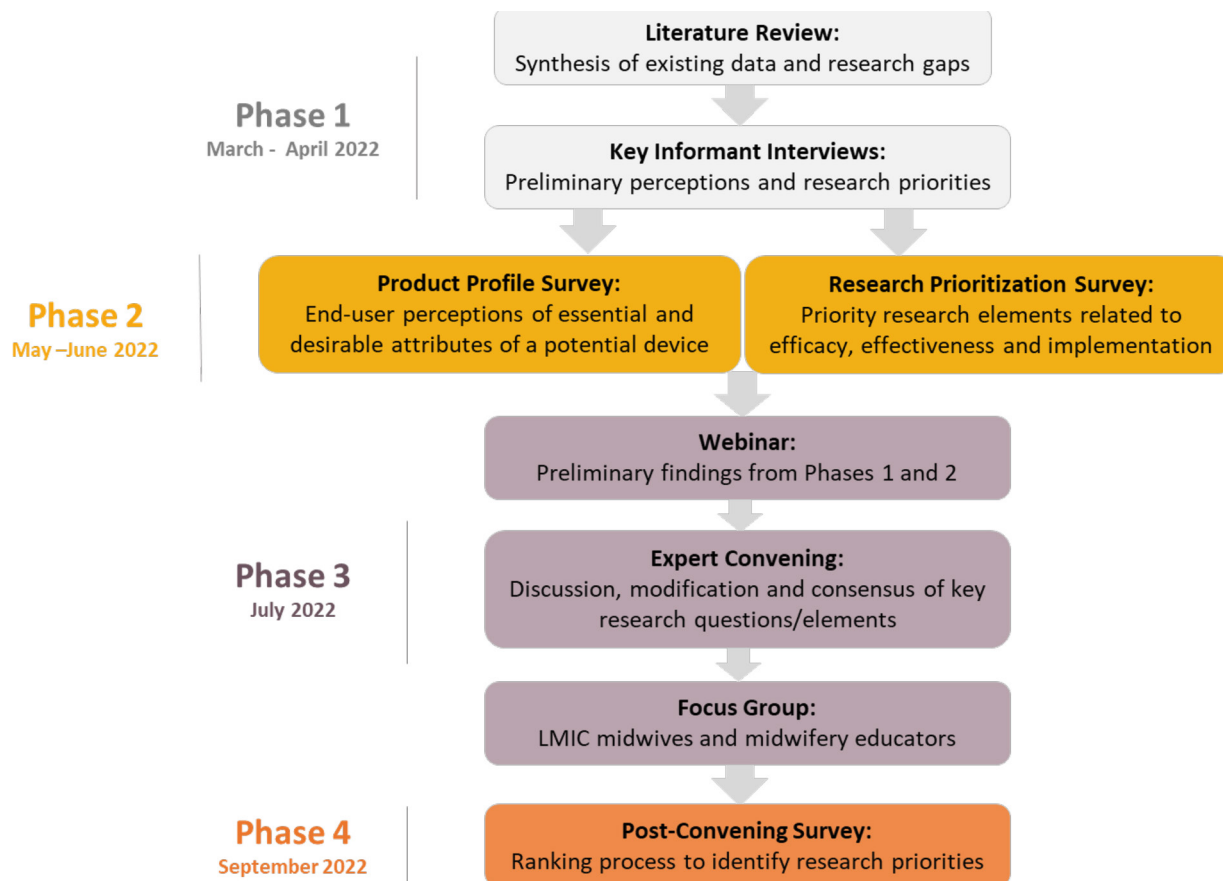 Literature Review:
Synthesis of existing data and research gaps
Phase 1
March - April 2022
Key Informant Interviews:
Preliminary perceptions and research priorities
Phase 2
May –June 2022
Product Profile Survey:
End-user perceptions of essential and
desirable attributes of a potential device
Research Prioritization Survey:
Priority research elements related to
efficacy, effectiveness and implementation
Webinar:
Preliminary findings from Phases 1 and 2
Phase 3
July 2022
Expert Convening:
Discussion, modification and consensus of key
research questions/elements
Focus Group:
LMIC midwives and midwifery educators
Phase 4
September 2022
Post-Convening Survey:
Ranking process to identify research priorities